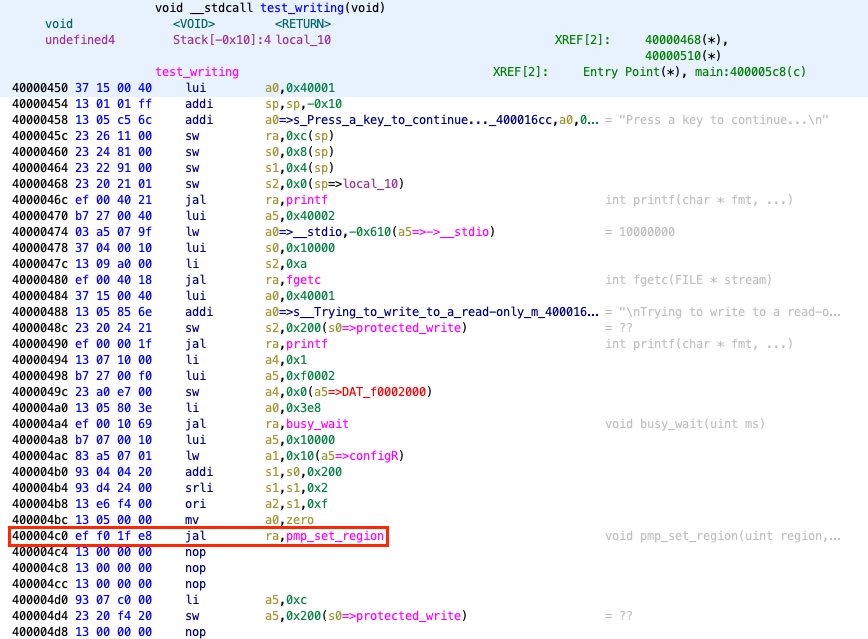 void __stdcall test_writing(void)
void <VOID> <RETURN>
undefined4 Stack[-0x10]:4 local_10 XREF[2]: 40000468(*),
40000510(*)
test_writing XREF[2]: Entry Point(*), main:400005c8(c)
40000450 37 15 00 40 lui a0,0x40001
40000454 13 01 01 ff addi sp,sp,-0x10
40000458 13 05 c5 6c addi a0=>s_Press_a_key_to_continue..._400016cc,a0,0... = "Press a key to continue...\n"
4000045c 23 26 11 00 sw ra,0xc(sp)
40000460 23 24 81 00 sw s0,0x8(sp)
40000464 23 22 91 00 sw s1,0x4(sp)
40000468 23 20 21 01 sw s2,0x0(sp=>local_10)
4000046c ef 00 40 21 jal ra,printf int printf(char * fmt, ...)
40000470 b7 27 00 40 lui a5,0x40002
40000474 03 a5 07 9f lw a0=>__stdio,-0x610(a5=>->__stdio) = 10000000
40000478 37 04 00 10 lui s0,0x10000
4000047c 13 09 a0 00 li s2,0xa
40000480 ef 00 40 18 jal ra,fgetc int fgetc(FILE * stream)
40000484 37 15 00 40 lui a0,0x40001
40000488 13 05 85 6e addi a0=>s__Trying_to_write_to_a_read-only_m_400016... = "\nTrying to write to a read-o...
4000048c 23 20 24 21 sw s2,0x200(s0=>protected_write) = ??
40000490 ef 00 00 1f jal ra,printf int printf(char * fmt, ...)
40000494 13 07 10 00 li a4,0x1
40000498 b7 27 00 f0 lui a5,0xf0002
4000049c 23 a0 e7 00 sw a4,0x0(a5=>DAT_f0002000)
400004a0 13 05 80 3e li a0,0x3e8
400004a4 ef 00 10 69 jal ra,busy_wait void busy_wait(uint ms)
400004a8 b7 07 00 10 lui a5,0x10000
400004ac 83 a5 07 01 lw a1,0x10(a5=>configR)
400004b0 93 04 04 20 addi s1,s0,0x200
400004b4 93 d4 24 00 srli s1,s1,0x2
400004b8 13 e6 f4 00 ori a2,s1,0xf
400004bc 13 05 00 00 mv a0,zero
400004c0 ef f0 1f e8 jal ra,pmp_set_region void pmp_set_region(uint region,...
400004c4 13 00 00 00 nop
400004c8 13 00 00 00 nop
400004cc 13 00 00 00 nop
400004d0 93 07 c0 00 li a5,0xc
400004d4 23 20 f4 20 sw a5,0x200(s0=>protected_write) = ??
400004d8 13 00 00 00 nop